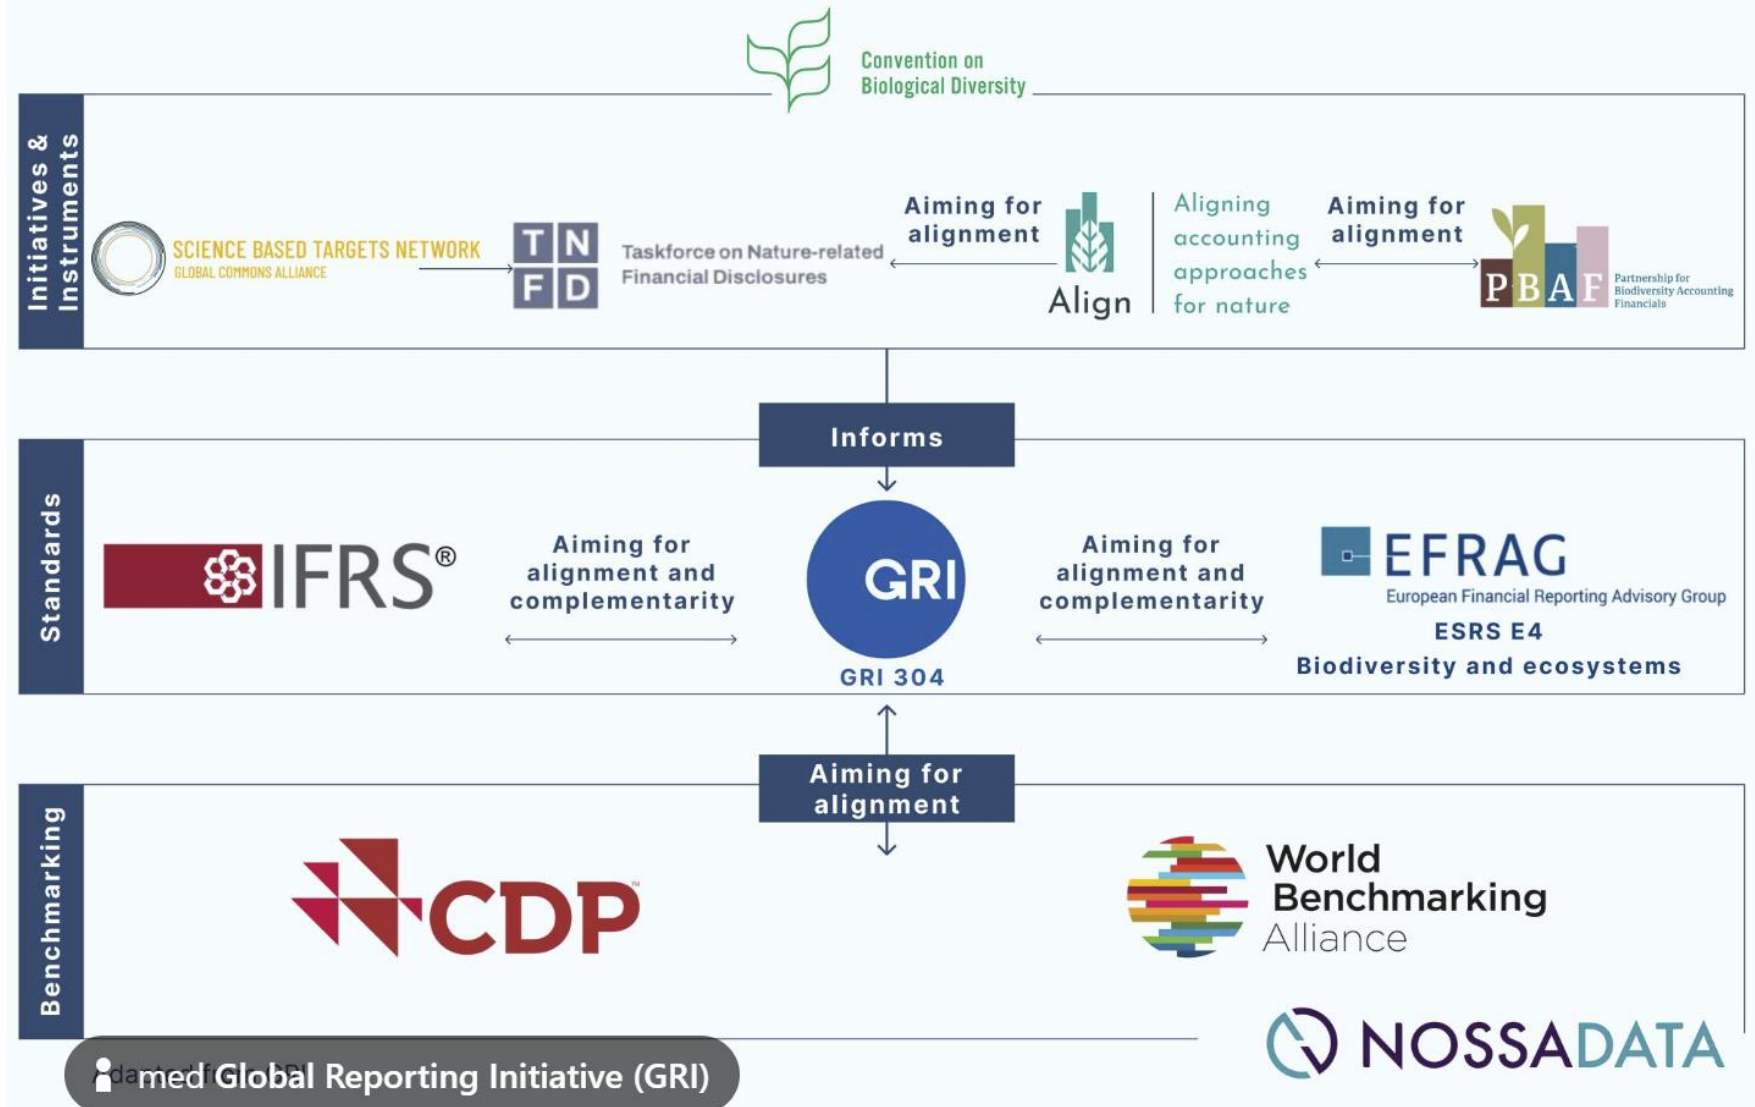 Convention on
Biological Diversity
Initiatives &
Instruments
SCIENCE BASED TARGETS NETWORK
GLOBAL COMMONS ALLIANCE
T N
F D
Taskforce on Nature-related
Financial Disclosures
Aiming for
alignment
Align
Aligning
accounting
approaches
for nature
Aiming for
alignment
PBAF
Partnership for
Biodiversity Accounting
Financials
Informs
Standards
IFRS®
Aiming for
alignment and
complementarity
GRI
GRI 304
Aiming for
alignment and
complementarity
EFRAG
European Financial Reporting Advisory Group
ESRS E4
Biodiversity and ecosystems
Aiming for
alignment
Benchmarking
CDP™
World
Benchmarking
Alliance
NOSSADATA
Adapted from GRI
med Global Reporting Initiative (GRI)